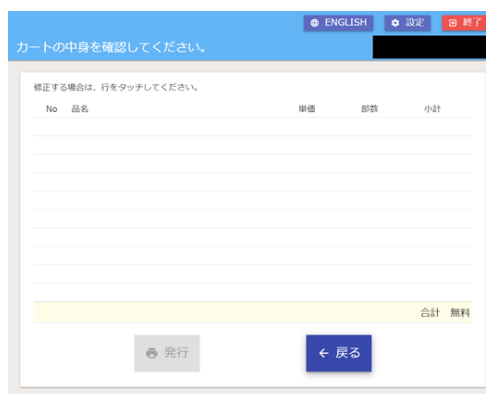 ENGLISH 設定 終了
カートの中身を確認してください。
修正する場合は、行をタッチしてください。
No 品名 単価 部数 小計
合計 無料
発行 戻る